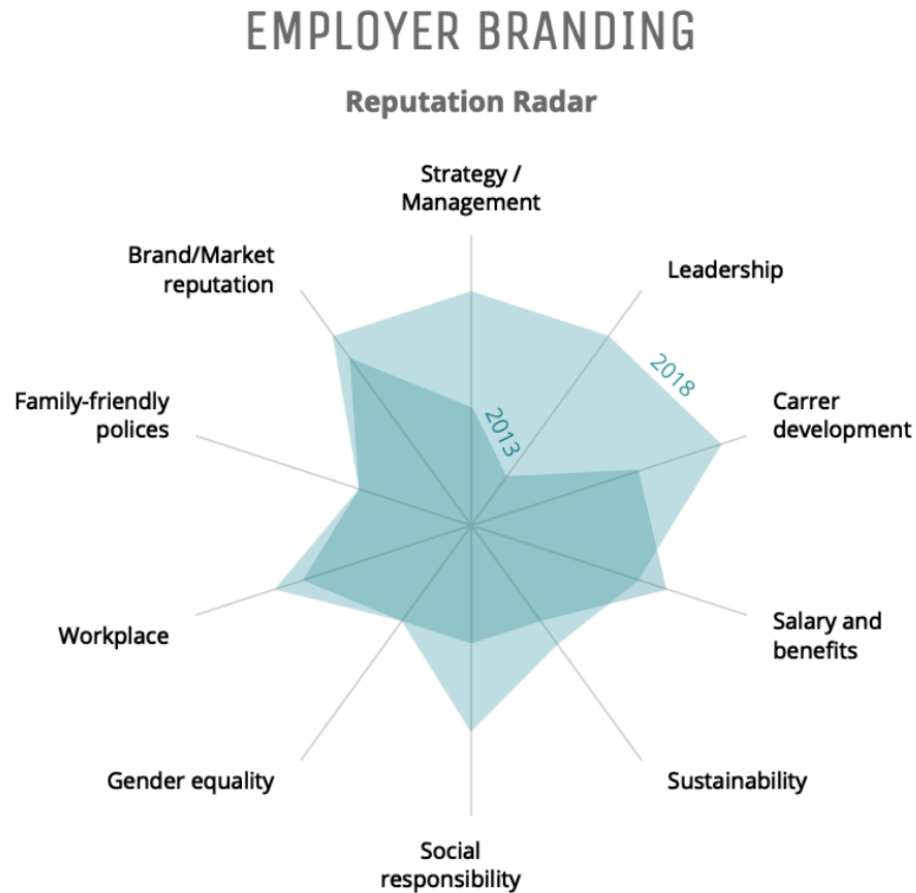 EMPLOYER BRANDING
Reputation Radar
Strategy /
Management
Brand/Market
reputation
Leadership
2018
Family-friendly
polices
2013
Carrer
development
Workplace
Salary and
benefits
Gender equality
Sustainability
Social
responsibility